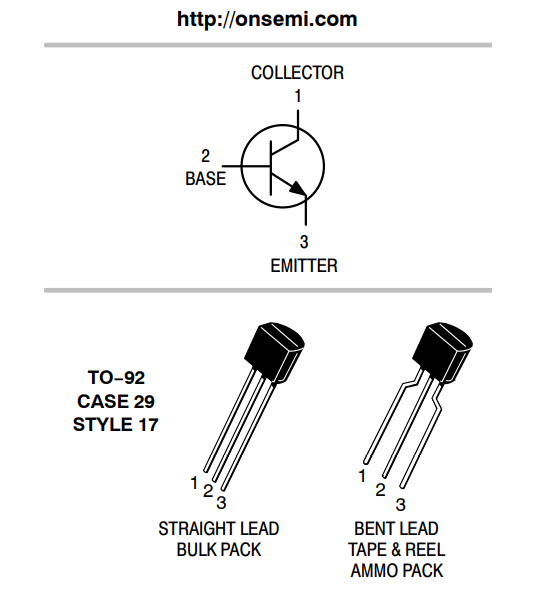 http://onsemi.com
COLLECTOR
1
2
BASE
3
EMITTER
TO−92
CASE 29
STYLE 17
1
2
3
STRAIGHT LEAD
BULK PACK
1
2
3
BENT LEAD
TAPE & REEL
AMMO PACK